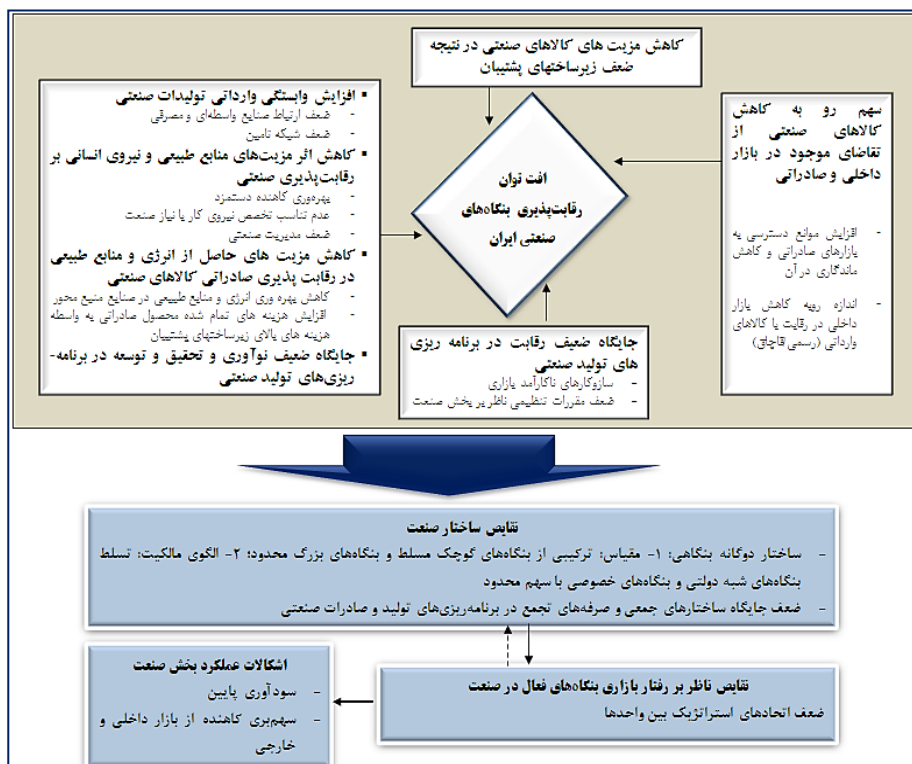 کاهش مزیت های کالاهای صنعتی در نتیجه
ضعف زیرساختهای پشتیبان
سهم رو به کاهش
کالاهای صنعتی از
تقاضای موجود در بازار
داخلی و صادراتی
- افزایش موانع دسترسی به
بازارهای صادراتی و کاهش
ماندگاری در آن
- اندازه روبه کاهش بازار
داخلی در رقابت با کالاهای
وارداتی (رسمی قاچاق)
افت توان
رقابت‌پذیری بنگاه‌های
صنعتی ایران
▪ افزایش وابستگی وارداتی تولیدات صنعتی
- ضعف ارتباط صنایع واسطه‌ای و مصرفی
- ضعف شبکه تامین
▪ کاهش اثر مزیت‌های منابع طبیعی و نیروی انسانی بر
رقابت‌پذیری صنعتی
- بهره‌وری کاهنده دستمزد
- عدم تناسب تخصص نیروی کار با نیاز صنعت
- ضعف مدیریت صنعتی
▪ کاهش مزیت های حاصل از انرژی و منابع طبیعی
در رقابت پذیری صادراتی کالاهای صنعتی
- کاهش بهره وری انرژی و منابع طبیعی در صنایع منبع محور
- افزایش هزینه های تمام شده محصول صادراتی به واسطه
هزینه های بالای زیرساختهای پشتیبان
▪ جایگاه ضعیف نوآوری و تحقیق و توسعه در برنامه-
ریزی‌های تولید صنعتی
جایگاه ضعیف رقابت در برنامه ریزی
های تولید صنعتی
- سازوکارهای ناکارآمد بازاری
- ضعف مقررات تنظیمی ناظر بر بخش صنعت
نقایص ساختار صنعت
- ساختار دوگانه بنگاهی: ۱- مقیاس: ترکیبی از بنگاه‌های کوچک مسلط و بنگاه‌های بزرگ محدود؛ ۲- الگوی مالکیت: تسلط
بنگاه‌های شبه دولتی و بنگاه‌های خصوصی با سهم محدود
- ضعف جایگاه ساختارهای جمعی و صرفه‌های تجمع در برنامه‌ریزی‌های تولید و صادرات صنعتی
نقایص ناظر بر رفتار بازاری بنگاه‌های فعال در صنعت
ضعف اتحادهای استراتژیک بین واحدها
اشکالات عملکرد بخش صنعت
- سودآوری پایین
- سهم‌بری کاهنده از بازار داخلی و
خارجی